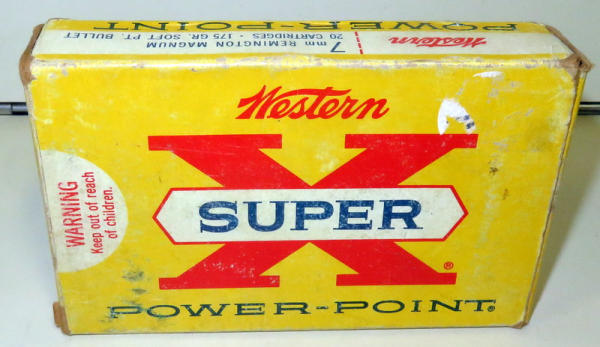 POWER-POINT
7 mm REMINGTON MAGNUM
20 CARTRIDGES • 175 GR. SOFT PT. BULLET
Western
Western
X
SUPER
®
POWER-POINT®
WARNING
Keep out of reach
of children.